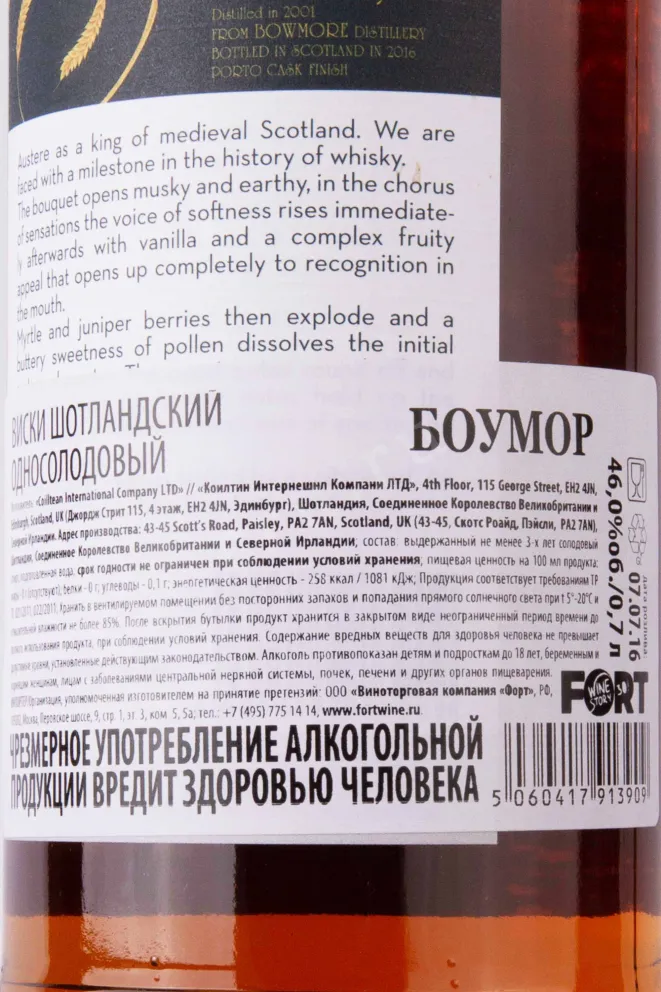 Distilled in 2001
FROM BOWMORE DISTILLERY
BOTTLED IN SCOTLAND IN 2016
PORTO CASK FINISH
Austere as a king of medieval Scotland. We are
faced with a milestone in the history of whisky.
The bouquet opens musky and earthy, in the chorus
of sensations the voice of softness rises immediate-
ly afterwards with vanilla and a complex fruity
appeal that opens up completely to recognition in
the mouth.
Myrtle and juniper berries then explode and a
buttery sweetness of pollen dissolves the initial
ВИСКИ ШОТЛАНДСКИЙ
ОДНОСОЛОДОВЫЙ
БОУМОР
«Coilltean International Company LTD» // «Коилтин Интернешнл Компани ЛТД», 4th Floor, 115 George Street, EH2 4JN,
Edinburgh, Scotland, UK (Джордж Стрит 115, 4 этаж, EH2 4JN, Эдинбург), Шотландия, Соединенное Королевство Великобритании и
Северной Ирландии. Адрес производства: 43-45 Scott's Road, Paisley, PA2 7AN, Scotland, UK (43-45, Скотс Роайд, Пэйсли, PA2 7AN),
Шотландия, Соединенное Королевство Великобритании и Северной Ирландии; состав: выдержанный не менее 3-х лет солодовый
вода, срок годности не ограничен при соблюдении условий хранения; пищевая ценность на 100 мл продукта:
белки - 0 г; углеводы - 0,1 г; энергетическая ценность - 258 ккал / 1081 кДж; Продукция соответствует требованиям ТР
022/2011; Хранить в вентилируемом помещении без посторонних запахов и попадания прямого солнечного света при t 5°-20°С и
влажности не более 85%. После вскрытия бутылки продукт хранится в закрытом виде неограниченный период времени до
использования продукта, при соблюдении условий хранения. Содержание вредных веществ для здоровья человека не превышает
установленные действующим законодательством. Алкоголь противопоказан детям и подросткам до 18 лет, беременным и
женщинам, лицам с заболеваниями центральной нервной системы, почек, печени и других органов пищеварения.
Организация, уполномоченная изготовителем на принятие претензий: ООО «Виноторговая компания «Форт», РФ,
Москва, Перовское шоссе, 9, стр. 1, эт. 3, ком. 5, 5а; тел.: +7 (495) 775 14 14, www.fortwine.ru
ЧРЕЗМЕРНОЕ УПОТРЕБЛЕНИЕ АЛКОГОЛЬНОЙ
ПРОДУКЦИИ ВРЕДИТ ЗДОРОВЬЮ ЧЕЛОВЕКА
46,0%об./0,7 л
дата розлива:
07.07.16
FORT
WINE
STORY
5 060417 913909